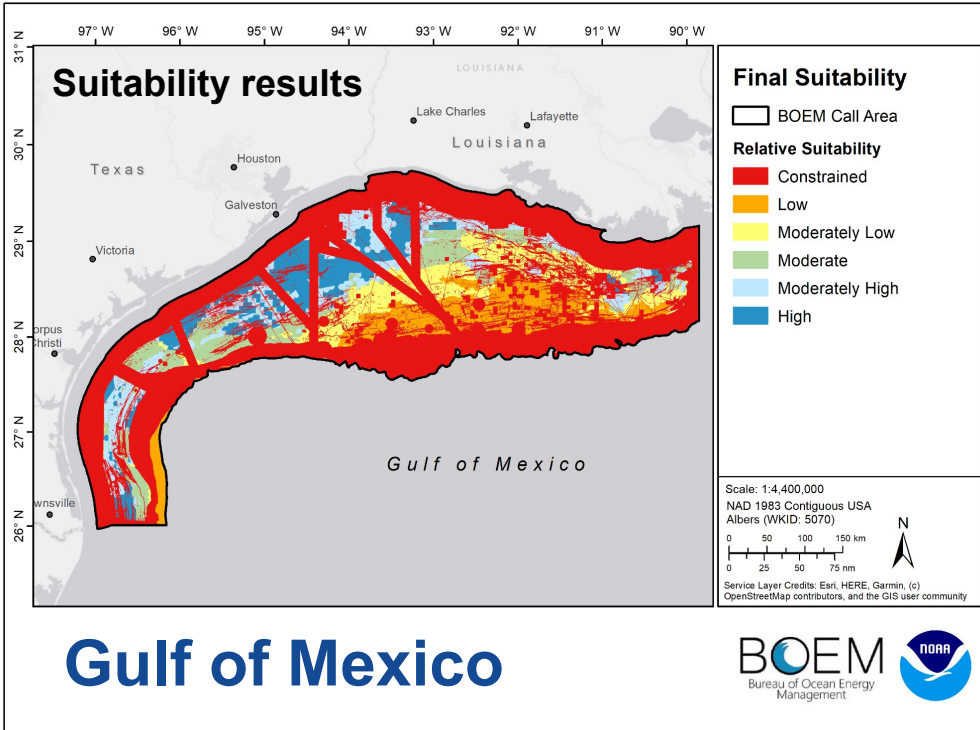 97° W 96° W 95° W 94° W 93° W 92° W 91° W 90° W
31° N
30° N
29° N
28° N
27° N
26° N
Suitability results
LOUISIANA
Lake Charles
Lafayette
Louisiana
Texas
Houston
Galveston
Victoria
orpus
Christi
wnsville
Gulf of Mexico
Final Suitability
BOEM Call Area
Relative Suitability
Constrained
Low
Moderately Low
Moderate
Moderately High
High
Scale: 1:4,400,000
NAD 1983 Contiguous USA
Albers (WKID: 5070)
N
0 50 100 150 km
0 25 50 75 nm
Service Layer Credits: Esri, HERE, Garmin, (c)
OpenStreetMap contributors, and the GIS user community
Gulf of Mexico
BOEM
Bureau of Ocean Energy
Management
NOAA